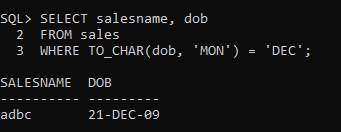 SQL> SELECT salesname, dob
  2  FROM sales
  3  WHERE TO_CHAR(dob, 'MON') = 'DEC';
SALESNAME  DOB
---------- ---------
adbc       21-DEC-09